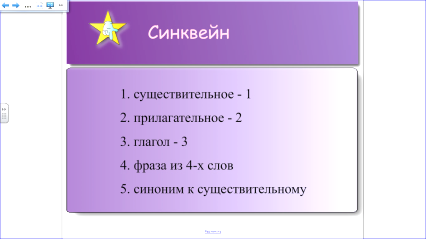 Синквейн
1. существительное - 1
2. прилагательное - 2
3. глагол - 3
4. фраза из 4-х слов
5. синоним к существительному